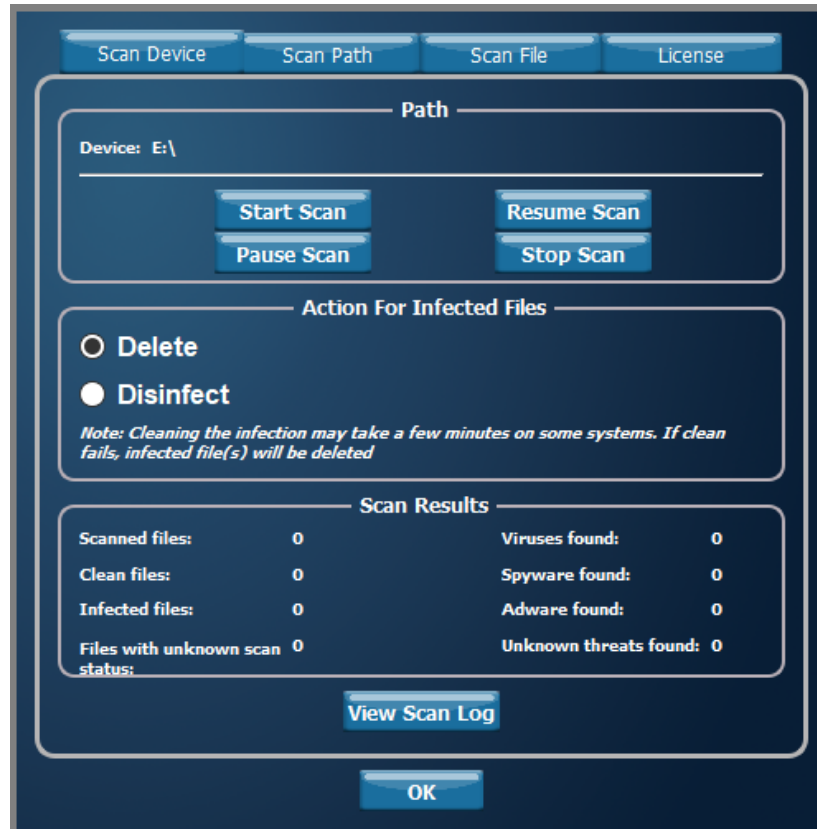 Scan Device Scan Path Scan File License
Path
Device: E:\
Start Scan Resume Scan
Pause Scan Stop Scan
Action For Infected Files
Delete
Disinfect
Note: Cleaning the infection may take a few minutes on some systems. If clean
fails, infected file(s) will be deleted
Scan Results
Scanned files: 0 Viruses found: 0
Clean files: 0 Spyware found: 0
Infected files: 0 Adware found: 0
Files with unknown scan 0 Unknown threats found: 0
status:
View Scan Log
OK